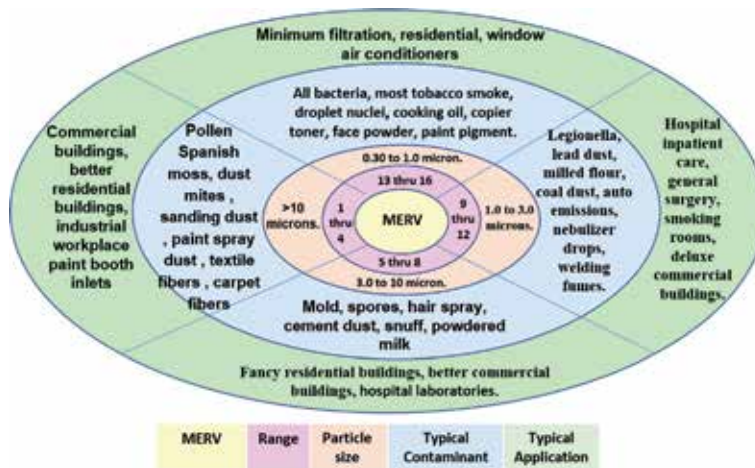 Minimum filtration, residential, window
air conditioners
All bacteria, most tobacco smoke,
droplet nuclei, cooking oil, copier
toner, face powder, paint pigment.
Commercial
buildings,
better
residential
buildings,
industrial
workplace
paint booth
inlets
Pollen
Spanish
moss, dust
mites ,
sanding dust
, paint spray
dust , textile
fibers , carpet
fibers
>10
microns.
0.30 to 1.0 micron.
13 thru 16
1
thru
4
MERV
9
thru
12
5 thru 8
3.0 to 10 micron.
1.0 to 3.0
microns.
Legionella,
lead dust,
milled flour,
coal dust, auto
emissions,
nebulizer
drops,
welding
fumes.
Hospital
inpatient
care,
general
surgery,
smoking
rooms,
deluxe
commercial
buildings,
Mold, spores, hair spray,
cement dust, snuff, powdered
milk
Fancy residential buildings, better commercial
buildings, hospital laboratories.
MERV
Range
Particle
size
Typical
Contaminant
Typical
Application